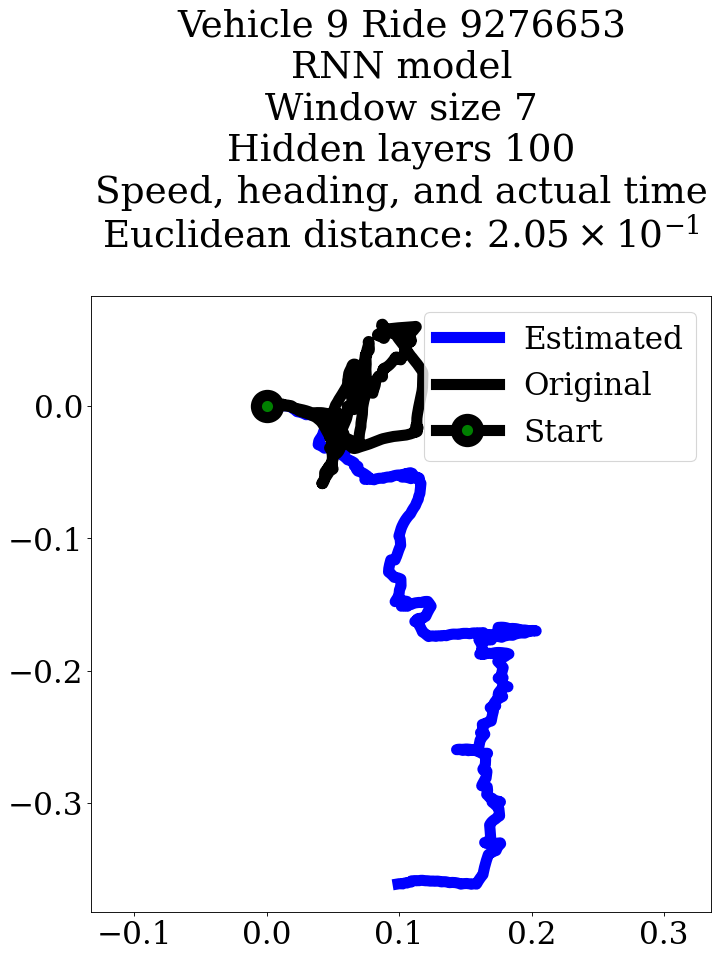 Vehicle 9 Ride 9276653
RNN model
Window size 7
Hidden layers 100
Speed, heading, and actual time
Euclidean distance: 2.05 × 10⁻¹
Estimated
Original
Start
0.0
−0.1
−0.2
−0.3
−0.1 0.0 0.1 0.2 0.3